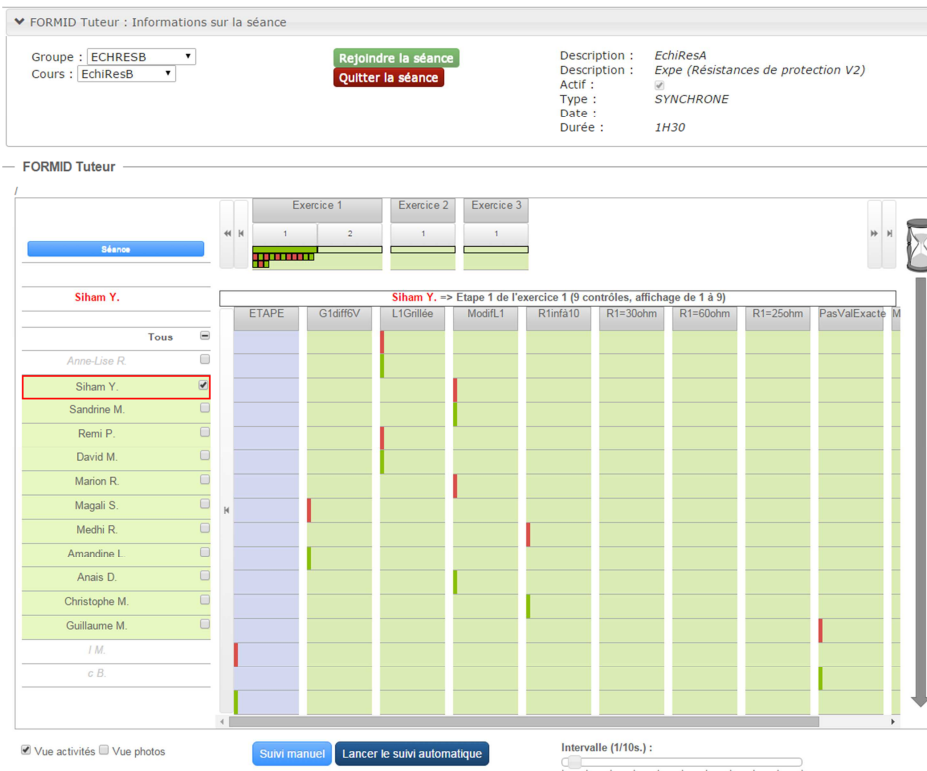 FORMID Tuteur : Informations sur la séance
Groupe : ECHRESB
Cours : EchiResB
Rejoindre la séance
Quitter la séance
Description : EchiResA
Description : Expe (Résistances de protection V2)
Actif :
Type : SYNCHRONE
Date :
Durée : 1H30
FORMID Tuteur
/
Exercice 1 Exercice 2 Exercice 3
1 2 1 1
Séance
Siham Y.
Siham Y. => Etape 1 de l'exercice 1 (9 contrôles, affichage de 1 à 9)
ETAPE G1diff6V L1Grillée ModifL1 R1infà10 R1=30ohm R1=60ohm R1=25ohm PasValExacte M
Tous
Anne-Lise R.
Siham Y.
Sandrine M.
Remi P.
David M.
Marion R.
Magali S.
Medhi R.
Amandine L.
Anais D.
Christophe M.
Guillaume M.
I M.
c B.
Vue activités Vue photos
Suivi manuel Lancer le suivi automatique
Intervalle (1/10s.) :